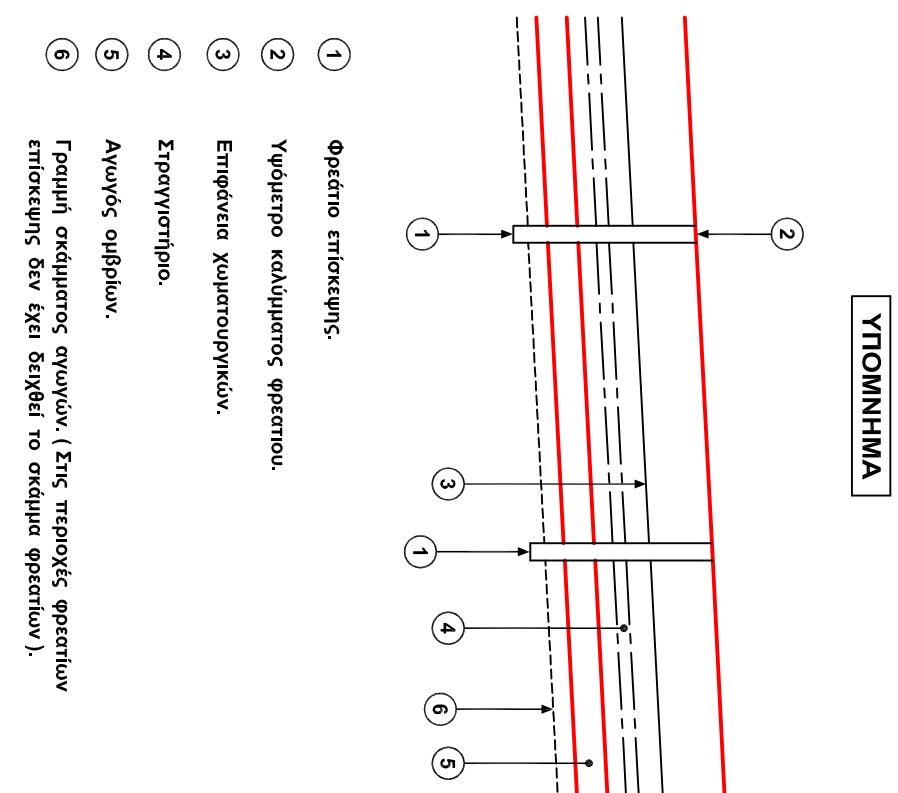 ΥΠΟΜΝΗΜΑ
2
1
3
1
4
6
5
1 Φρεάτιο επίσκεψης.
2 Υψόμετρο καλύμματος φρεατιου.
3 Επιφάνεια χωματουργικών.
4 Στραγγιστήριο.
5 Αγωγός ομβρίων.
6 Γραμμή σκάμματος αγωγών. ( Στις περιοχές φρεατίων
επίσκεψης δεν έχει δειχθεί το σκάμμα φρεατίων ).